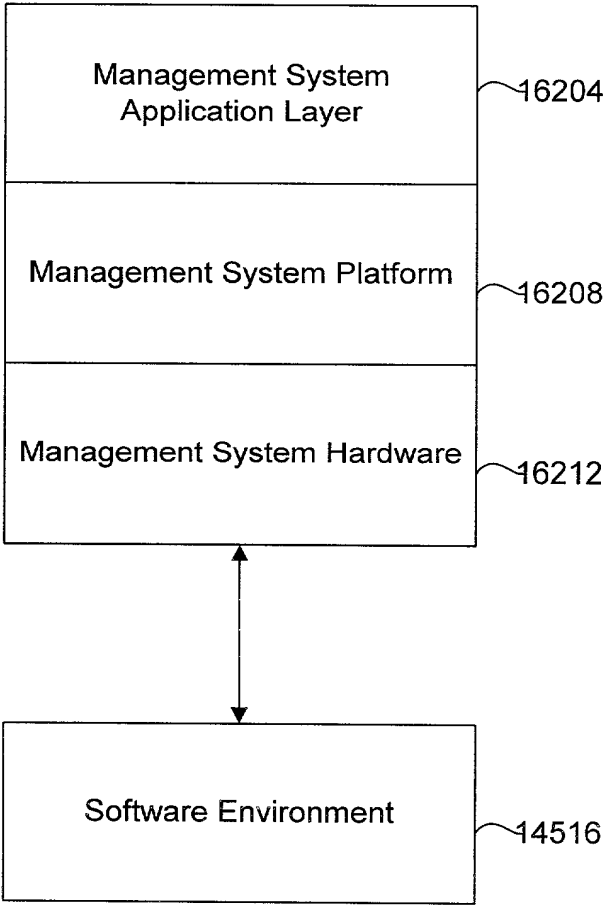 Management System
Application Layer
16204
Management System Platform
16208
Management System Hardware
16212
Software Environment
14516